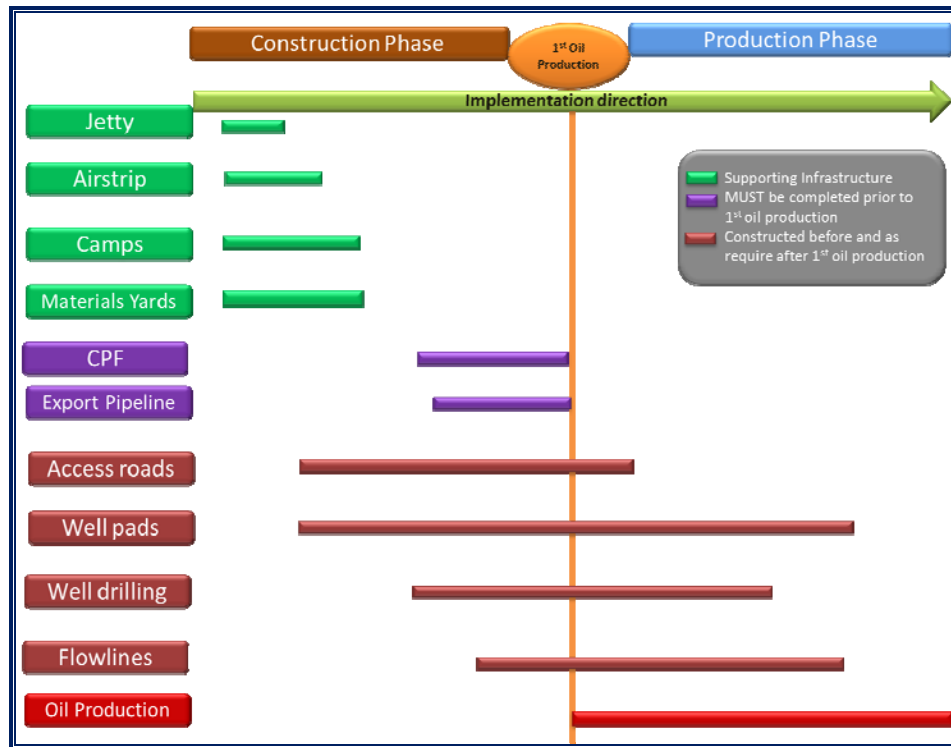 Construction Phase
1st Oil
Production
Production Phase
Implementation direction
Jetty
Airstrip
Camps
Materials Yards
CPF
Export Pipeline
Access roads
Well pads
Well drilling
Flowlines
Oil Production
Supporting Infrastructure
MUST be completed prior to
1st oil production
Constructed before and as
require after 1st oil production